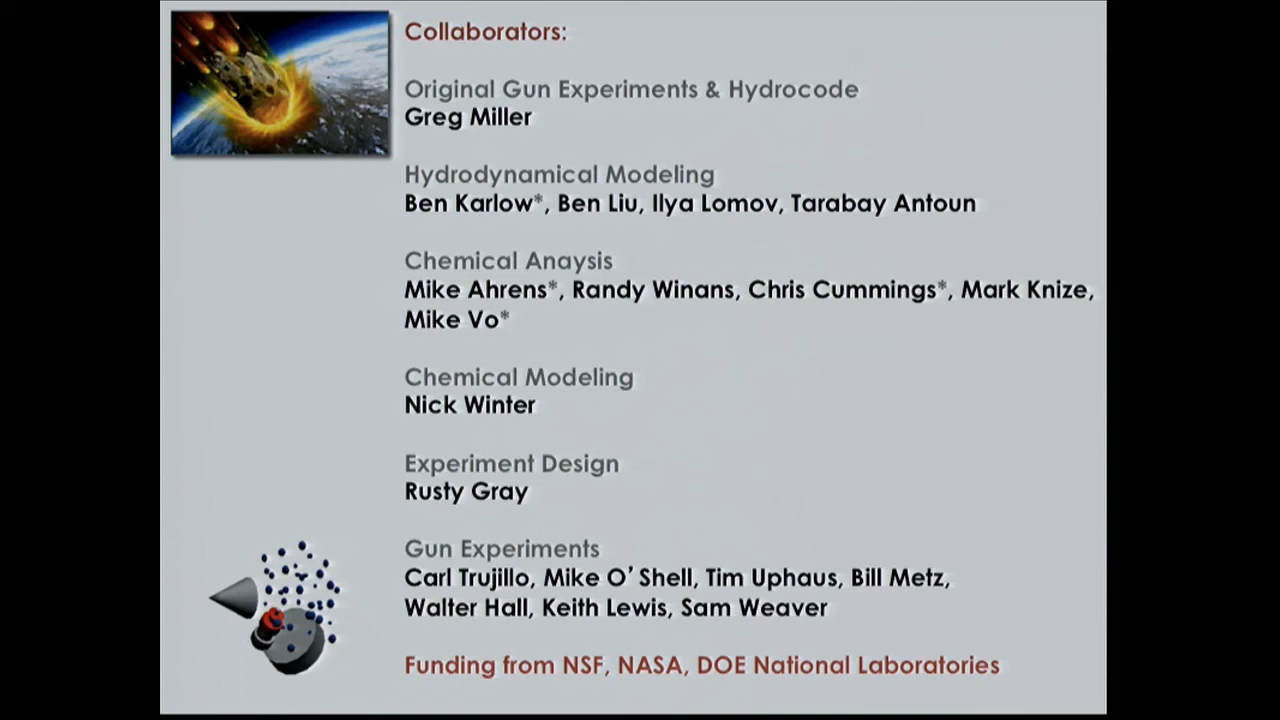 Collaborators:
Original Gun Experiments & Hydrocode
Greg Miller
Hydrodynamical Modeling
Ben Karlow*, Ben Liu, Ilya Lomov, Tarabay Antoun
Chemical Anaysis
Mike Ahrens*, Randy Winans, Chris Cummings*, Mark Knize,
Mike Vo*
Chemical Modeling
Nick Winter
Experiment Design
Rusty Gray
Gun Experiments
Carl Trujillo, Mike O’Shell, Tim Uphaus, Bill Metz,
Walter Hall, Keith Lewis, Sam Weaver
Funding from NSF, NASA, DOE National Laboratories